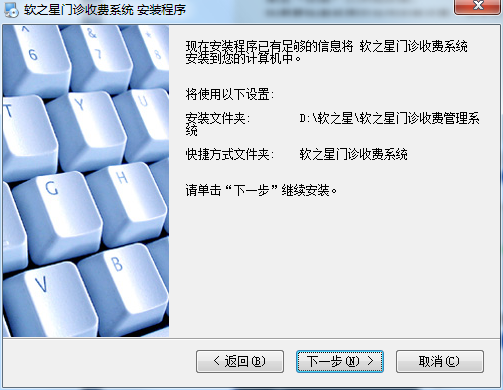 软之星门诊收费系统 安装程序
现在安装程序已有足够的信息将 软之星门诊收费系统
安装到您的计算机中。
将使用以下设置:
安装文件夹: D:\软之星\软之星门诊收费管理系
统
快捷方式文件夹: 软之星门诊收费系统
请单击“下一步”继续安装。
^
6
&
7
*
8
T
Y
U
G
H
V
B
< 返回(B) 下一步(N) > 取消(C)